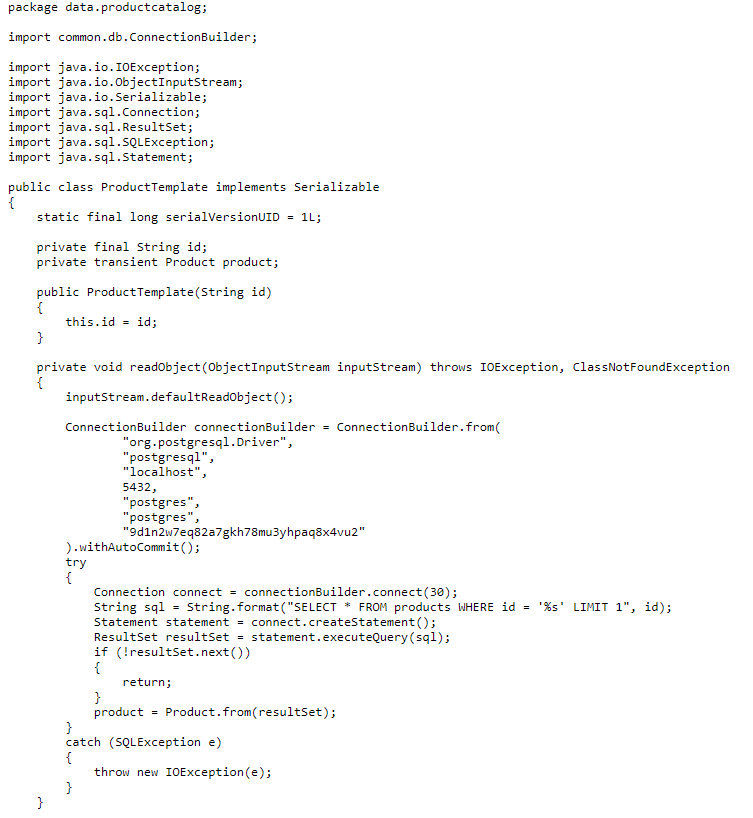 package data.productcatalog;
import common.db.ConnectionBuilder;
import java.io.IOException;
import java.io.ObjectInputStream;
import java.io.Serializable;
import java.sql.Connection;
import java.sql.ResultSet;
import java.sql.SQLException;
import java.sql.Statement;
public class ProductTemplate implements Serializable
{
    static final long serialVersionUID = 1L;
    private final String id;
    private transient Product product;
    public ProductTemplate(String id)
    {
        this.id = id;
    }
    private void readObject(ObjectInputStream inputStream) throws IOException, ClassNotFoundException
    {
        inputStream.defaultReadObject();
        ConnectionBuilder connectionBuilder = ConnectionBuilder.from(
                "org.postgresql.Driver",
                "postgresql",
                "localhost",
                5432,
                "postgres",
                "postgres",
                "9d1n2w7eq82a7gkh78mu3yhpaq8x4vu2"
        ).withAutoCommit();
        try
        {
            Connection connect = connectionBuilder.connect(30);
            String sql = String.format("SELECT * FROM products WHERE id = '%s' LIMIT 1", id);
            Statement statement = connect.createStatement();
            ResultSet resultSet = statement.executeQuery(sql);
            if (!resultSet.next())
            {
                return;
            }
            product = Product.from(resultSet);
        }
        catch (SQLException e)
        {
            throw new IOException(e);
        }
    }